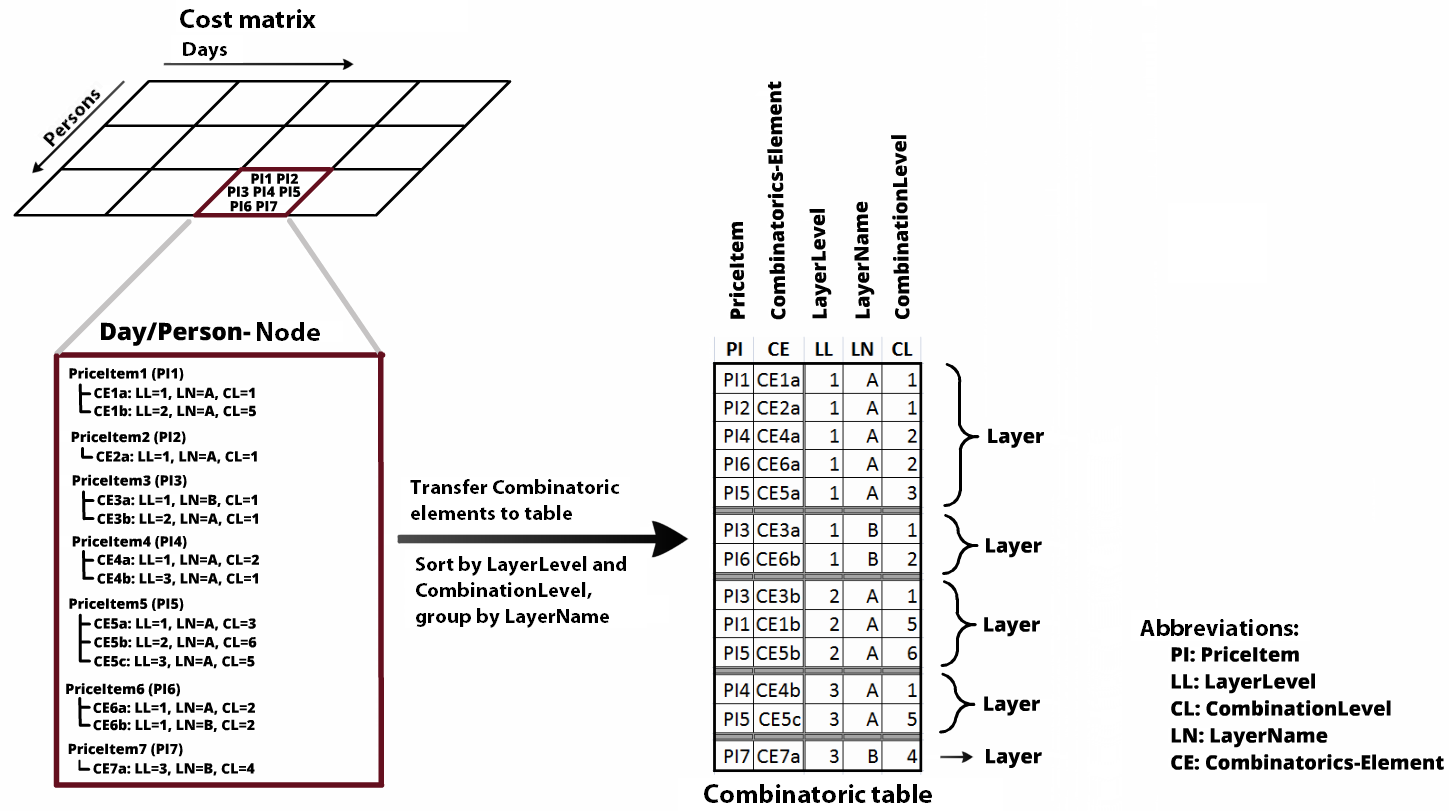 Cost matrix
Days
Persons
PI1 PI2
PI3 PI4 PI5
PI6 PI7
Day/Person- Node
PriceItem1 (PI1)
CE1a: LL=1, LN=A, CL=1
CE1b: LL=2, LN=A, CL=5
PriceItem2 (PI2)
CE2a: LL=1, LN=A, CL=1
PriceItem3 (PI3)
CE3a: LL=1, LN=B, CL=1
CE3b: LL=2, LN=A, CL=1
PriceItem4 (PI4)
CE4a: LL=1, LN=A, CL=2
CE4b: LL=3, LN=A, CL=1
PriceItem5 (PI5)
CE5a: LL=1, LN=A, CL=3
CE5b: LL=2, LN=A, CL=6
CE5c: LL=3, LN=A, CL=5
PriceItem6 (PI6)
CE6a: LL=1, LN=A, CL=2
CE6b: LL=1, LN=B, CL=2
PriceItem7 (PI7)
CE7a: LL=3, LN=B, CL=4
Transfer Combinatoric
elements to table
Sort by LayerLevel and
CombinationLevel,
group by LayerName
PriceItem
Combinatorics-Element
LayerLevel
LayerName
CombinationLevel
PI CE LL LN CL
PI1 CE1a 1 A 1
PI2 CE2a 1 A 1
PI4 CE4a 1 A 2
PI6 CE6a 1 A 2
PI5 CE5a 1 A 3
Layer
PI3 CE3a 1 B 1
PI6 CE6b 1 B 2
Layer
PI3 CE3b 2 A 1
PI1 CE1b 2 A 5
PI5 CE5b 2 A 6
Layer
PI4 CE4b 3 A 1
PI5 CE5c 3 A 5
Layer
PI7 CE7a 3 B 4
Layer
Combinatoric table
Abbreviations:
PI: PriceItem
LL: LayerLevel
CL: CombinationLevel
LN: LayerName
CE: Combinatorics-Element